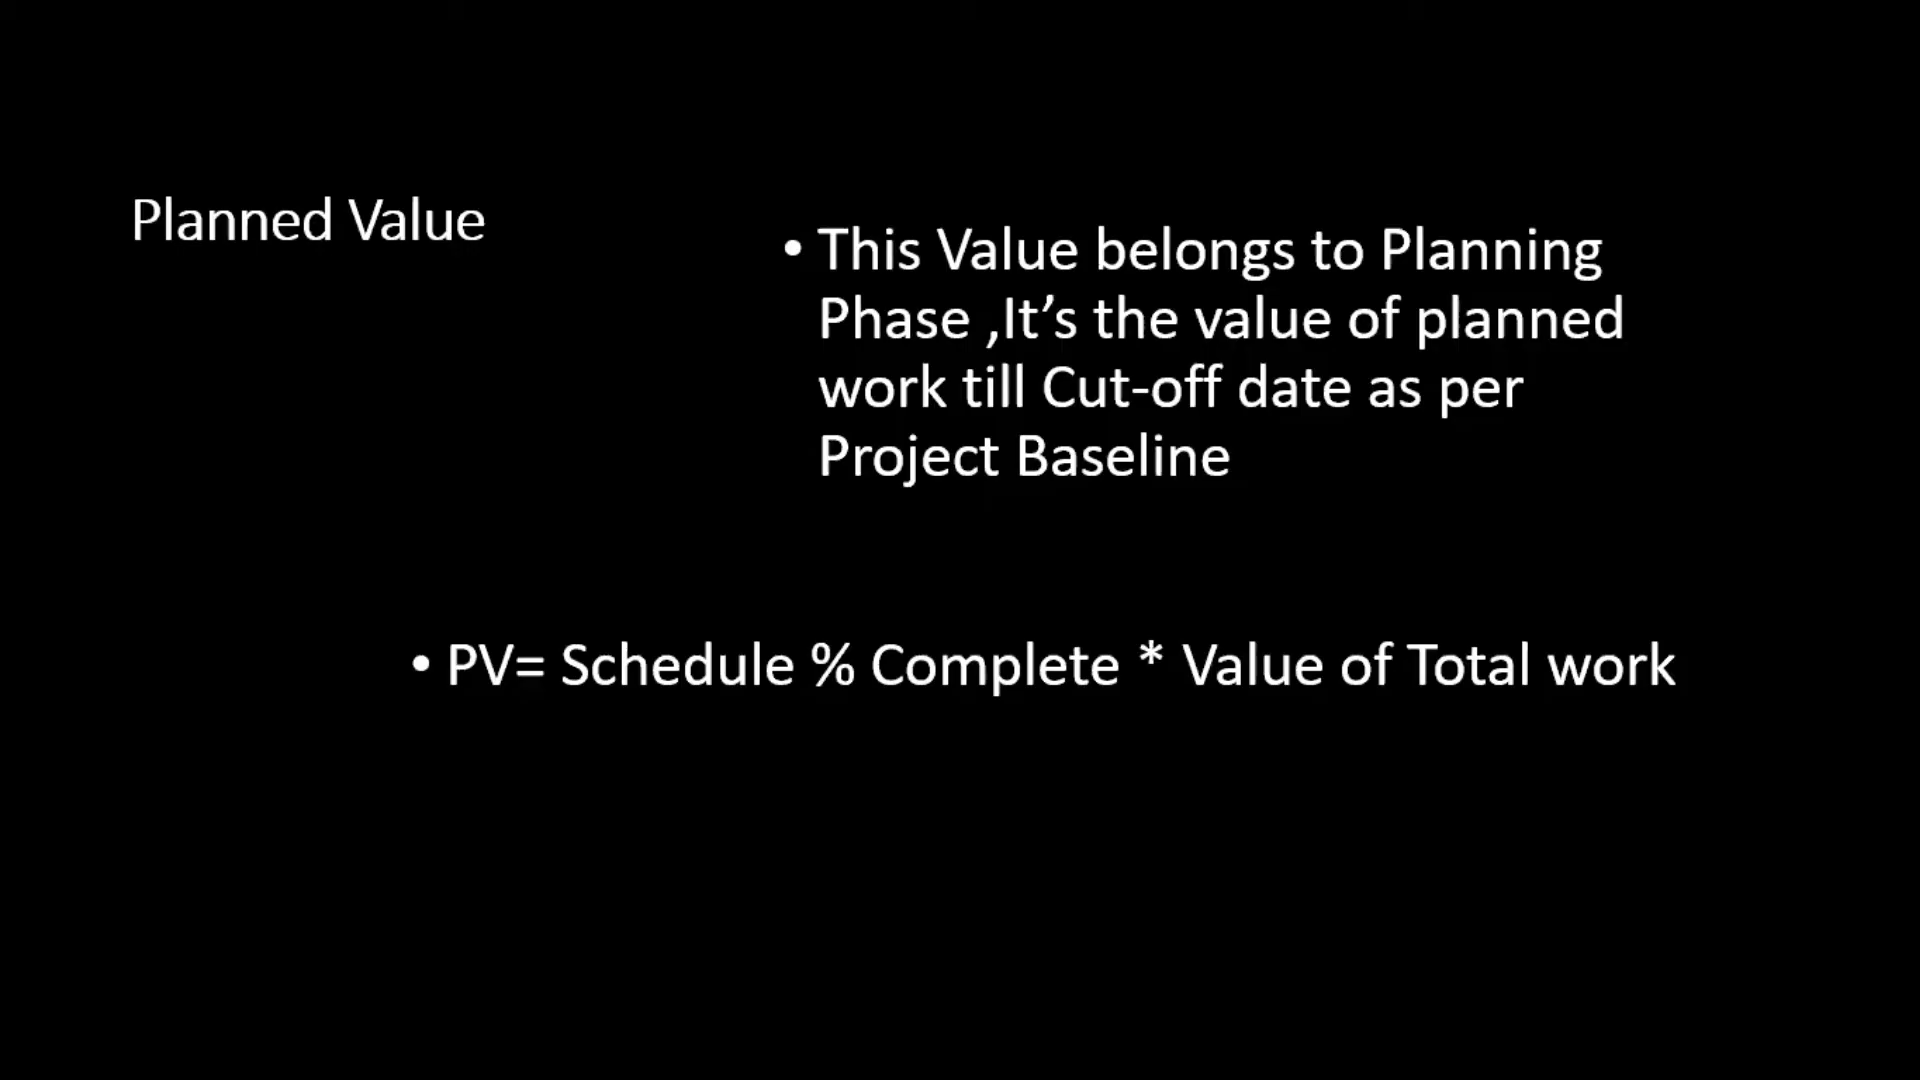 Planned Value
• This Value belongs to Planning
Phase ,It’s the value of planned
work till Cut-off date as per
Project Baseline
• PV= Schedule % Complete * Value of Total work